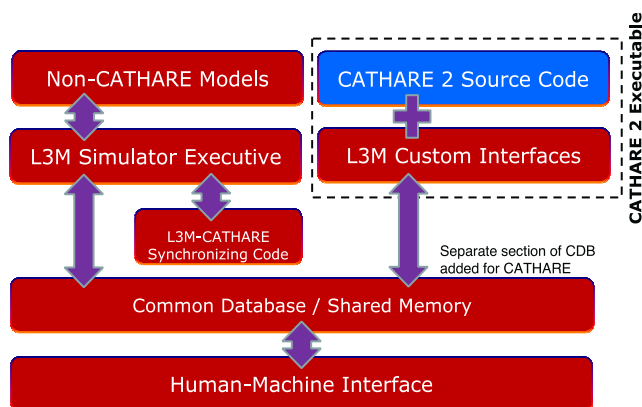 Non-CATHARE Models
CATHARE 2 Source Code
CATHARE 2 Executable
L3M Simulator Executive
L3M Custom Interfaces
L3M-CATHARE
Synchronizing Code
Separate section of CDB
added for CATHARE
Common Database / Shared Memory
Human-Machine Interface